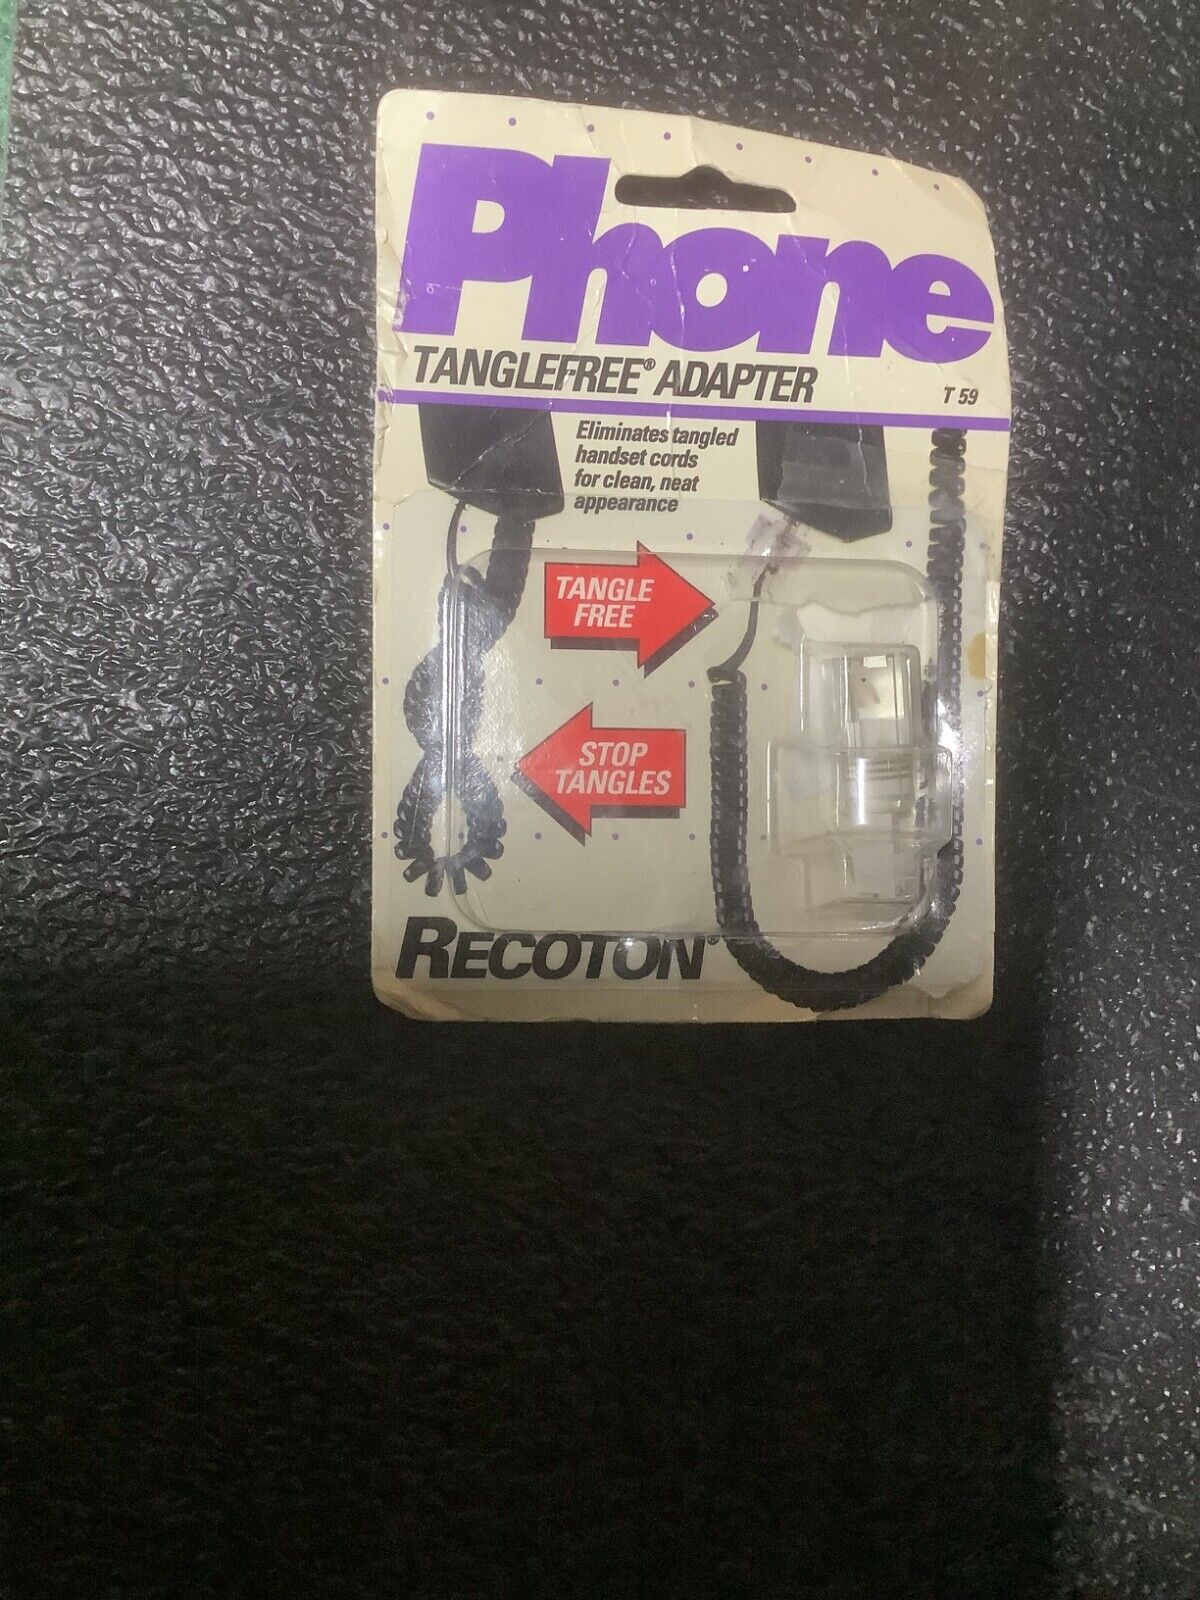 Phone
TANGLEFREE® ADAPTER
T 59
Eliminates tangled
handset cords
for clean, neat
appearance
TANGLE
FREE
STOP
TANGLES
RECOTON®